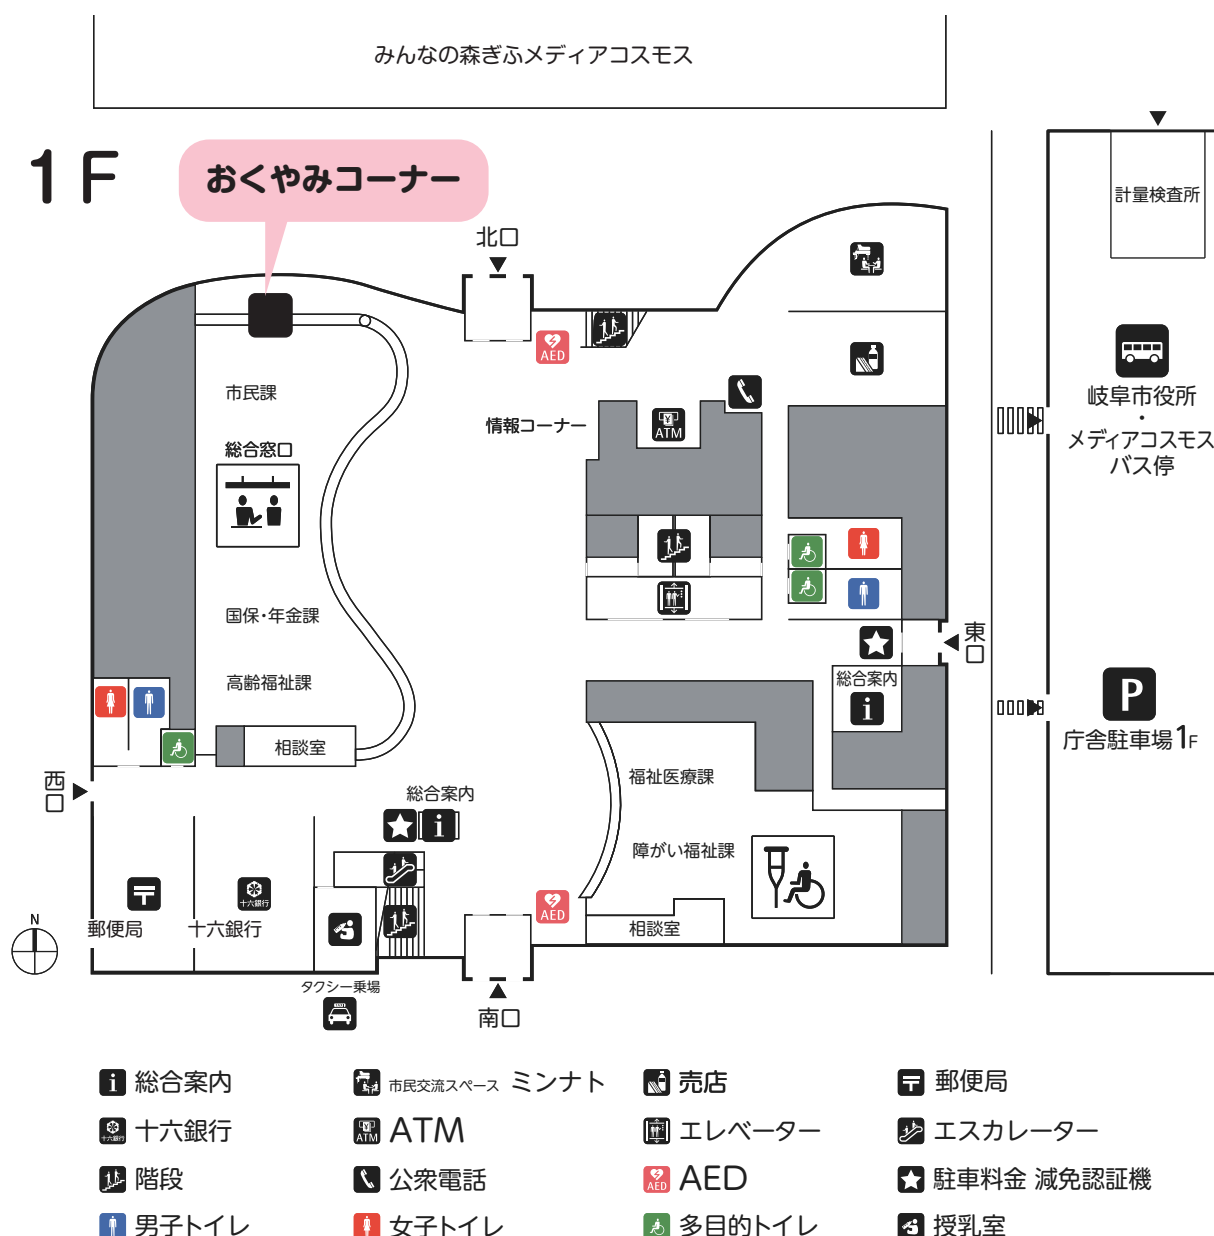 みんなの森ぎふメディアコスモス
1F
おくやみコーナー
計量検査所
北口
AED
市民課
情報コーナー
ATM
岐阜市役所
・
メディアコスモス
バス停
総合窓口
国保・年金課
東口
高齢福祉課
総合案内
i
P
庁舎駐車場1F
相談室
西口
福祉医療課
総合案内
i
障がい福祉課
郵便局
十六銀行
十六銀行
AED
相談室
N
タクシー乗場
TAXI
南口
i 総合案内
市民交流スペース ミンナト
売店
郵便局
十六銀行 十六銀行
ATM ATM
エレベーター
エスカレーター
階段
公衆電話
AED AED
駐車料金 減免認証機
男子トイレ
女子トイレ
多目的トイレ
授乳室